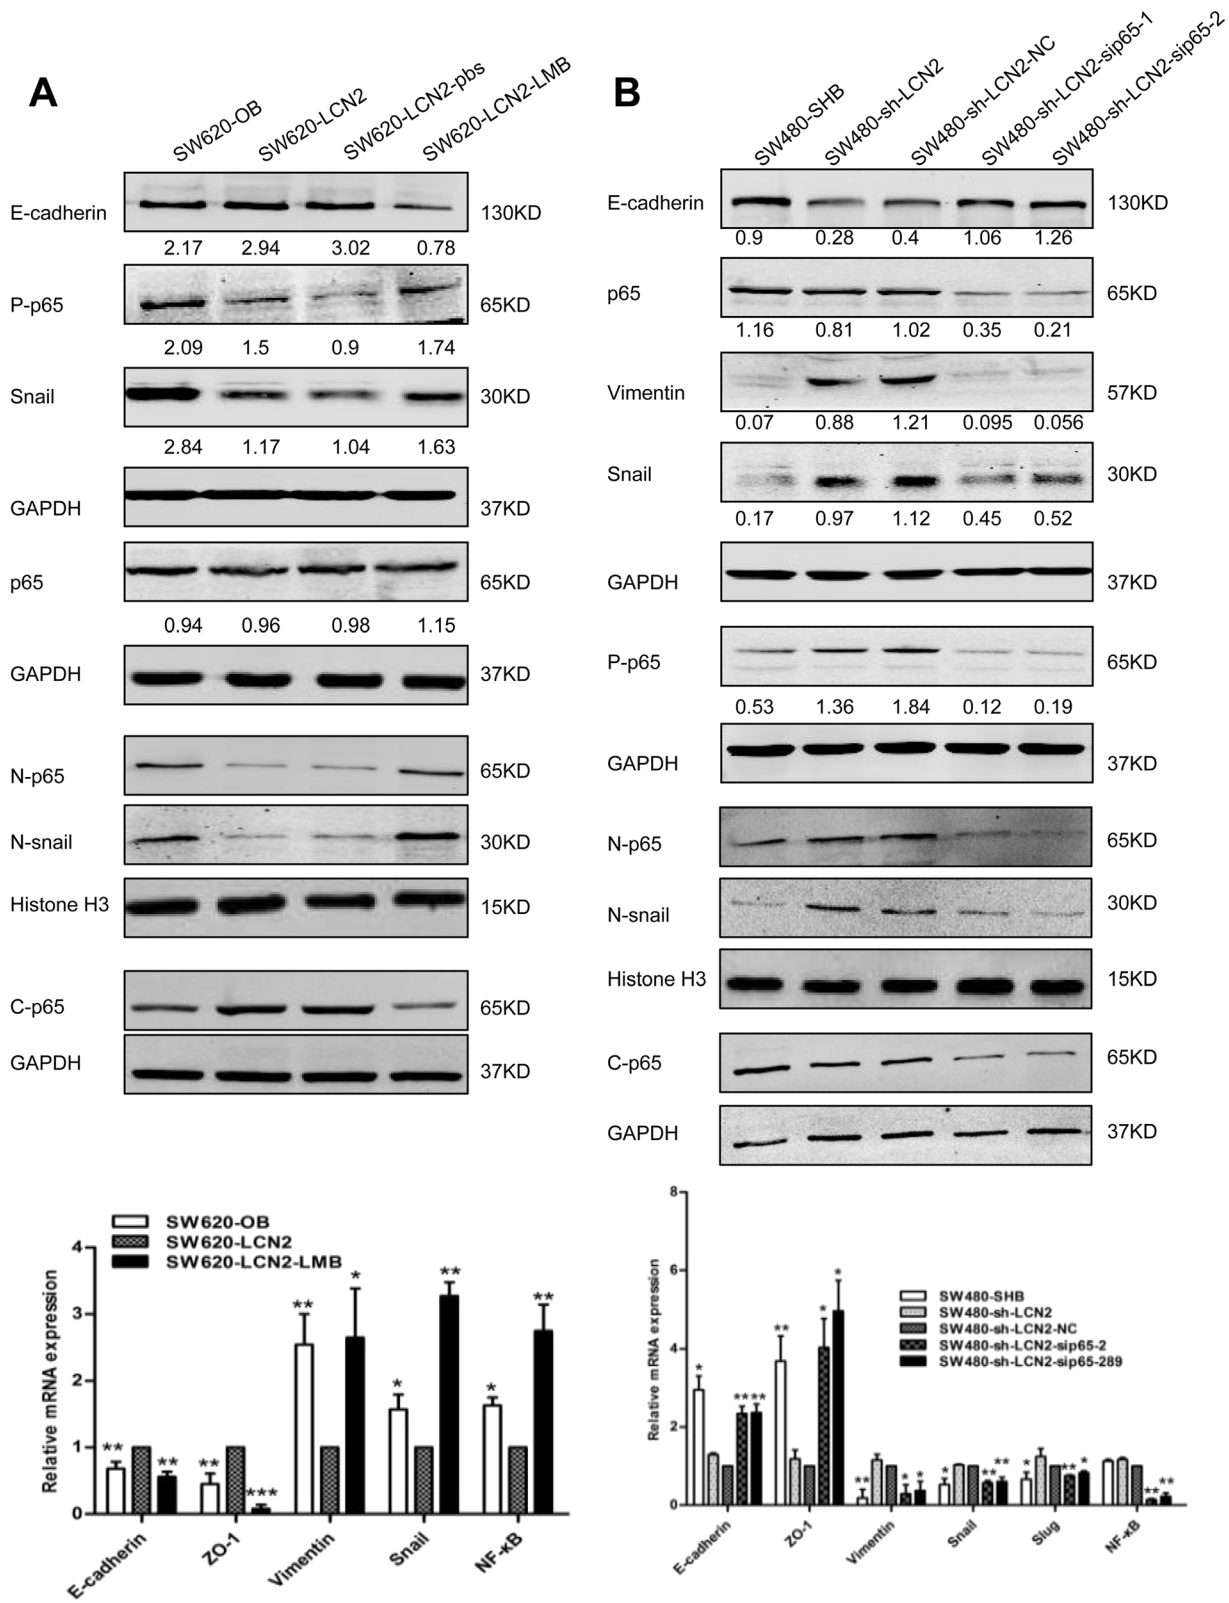 A
SW620-OB
SW620-LCN2
SW620-LCN2-pbs
SW620-LCN2-LMB
E-cadherin 130KD
2.17 2.94 3.02 0.78
P-p65 65KD
2.09 1.5 0.9 1.74
Snail 30KD
2.84 1.17 1.04 1.63
GAPDH 37KD
p65 65KD
0.94 0.96 0.98 1.15
GAPDH 37KD
N-p65 65KD
N-snail 30KD
Histone H3 15KD
C-p65 65KD
GAPDH 37KD
SW620-OB
SW620-LCN2
SW620-LCN2-LMB
Relative mRNA expression
4
3
2
1
0
** ** ** *** ** * * ** * **
E-cadherin
ZO-1
Vimentin
Snail
NF-κB
B
SW480-SHB
SW480-sh-LCN2
SW480-sh-LCN2-NC
SW480-sh-LCN2-sip65-1
SW480-sh-LCN2-sip65-2
E-cadherin 130KD
0.9 0.28 0.4 1.06 1.26
p65 65KD
1.16 0.81 1.02 0.35 0.21
Vimentin 57KD
0.07 0.88 1.21 0.095 0.056
Snail 30KD
0.17 0.97 1.12 0.45 0.52
GAPDH 37KD
P-p65 65KD
0.53 1.36 1.84 0.12 0.19
GAPDH 37KD
N-p65 65KD
N-snail 30KD
Histone H3 15KD
C-p65 65KD
GAPDH 37KD
SW480-SHB
SW480-sh-LCN2
SW480-sh-LCN2-NC
SW480-sh-LCN2-sip65-2
SW480-sh-LCN2-sip65-289
Relative mRNA expression
8
6
4
2
0
* ** ** ** * * ** * * * ** ** * ** * ** **
E-cadherin
ZO-1
Vimentin
Snail
Slug
NF-κB